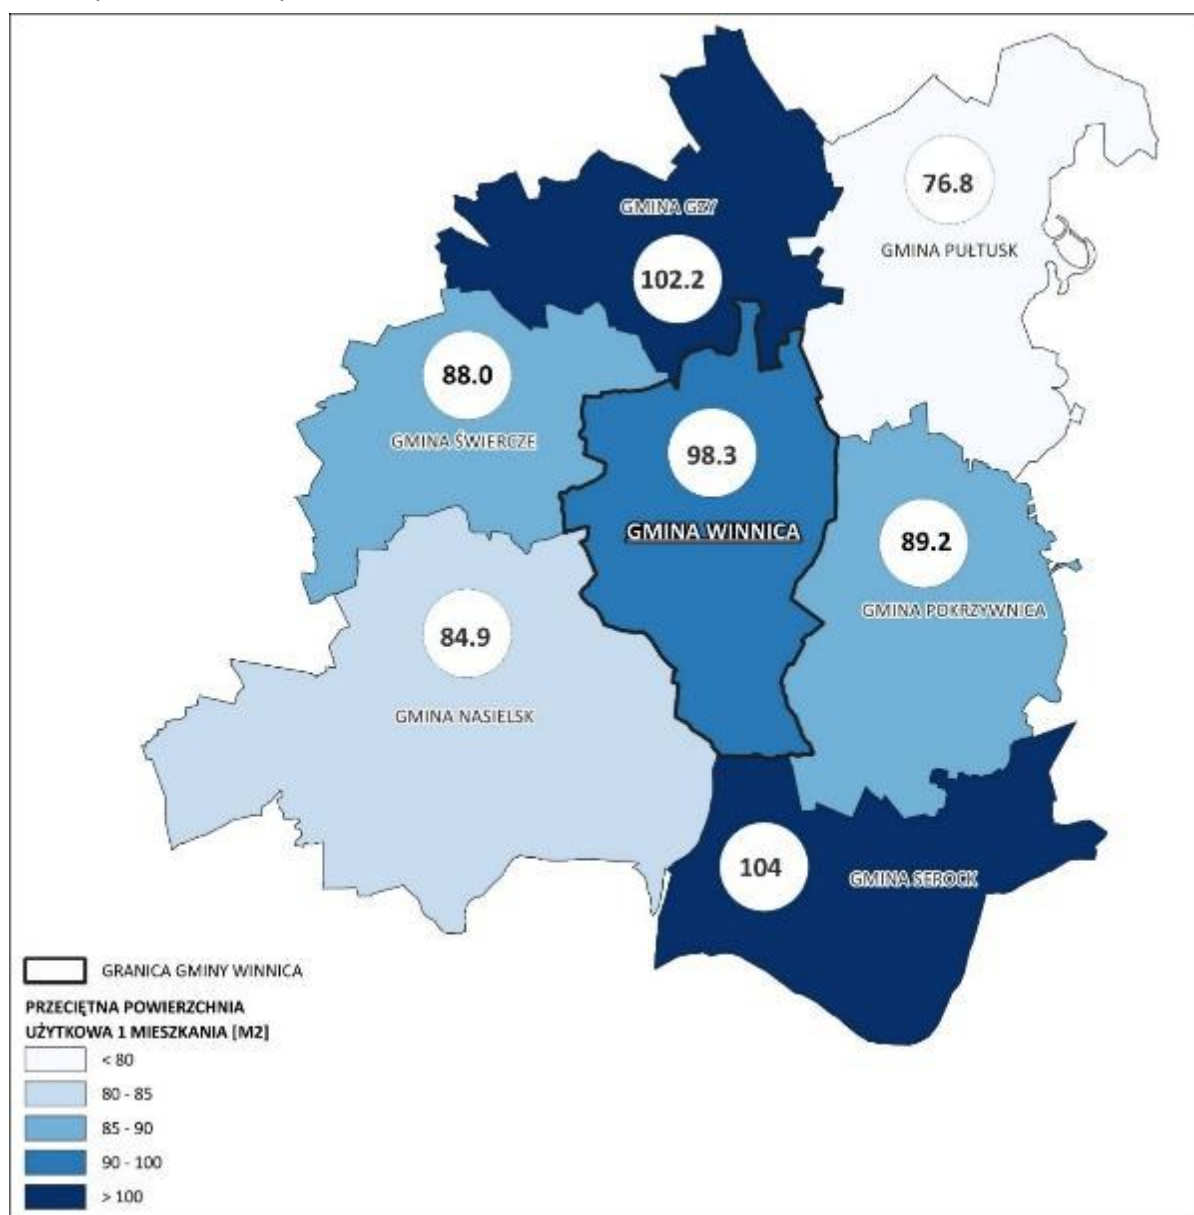 76.8
GMINA GZY
GMINA PUŁTUSK
102.2
88.0
GMINA ŚWIERCZE
98.3
GMINA WINNICA
89.2
GMINA POKRZYWNICA
84.9
GMINA NASIELSK
104
GMINA SEROCK
GRANICA GMINY WINNICA
PRZECIĘTNA POWIERZCHNIA
UŻYTKOWA 1 MIESZKANIA [M2]
< 80
80 - 85
85 - 90
90 - 100
> 100